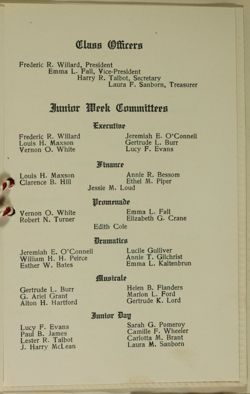 Class Officers
Frederic R. Willard, President
Emma L. Fall, Vice-President
Harry R. Talbot, Secretary
Laura F. Sanborn, Treasurer
Junior Week Committees
Executive
Frederic R. Willard Jeremiah E. O'Connell
Louis H. Maxson Gertrude L. Burr
Vernon O. White Lucy F. Evans
Finance
Louis H. Maxson Annie R. Bessom
Clarence B. Hill Ethel M. Piper
Jessie M. Loud
Promenade
Vernon O. White Emma L. Fall
Robert N. Turner Elizabeth G. Crane
Edith Cole
Dramatics
Jeremiah E. O'Connell Lucile Gulliver
William H. H. Peirce Annie T. Gilchrist
Esther W. Bates Emma L. Kaltenbrun
Musicale
Gertrude L. Burr Helen B. Flanders
G. Ariel Grant Marion L. Ford
Alton H. Hartford Gertrude K. Lord
Junior Day
Lucy F. Evans Sarah G. Pomeroy
Paul B. James Camille F. Wheeler
Lester R. Talbot Carlotta M. Brant
J. Harry McLean Laura M. Sanborn